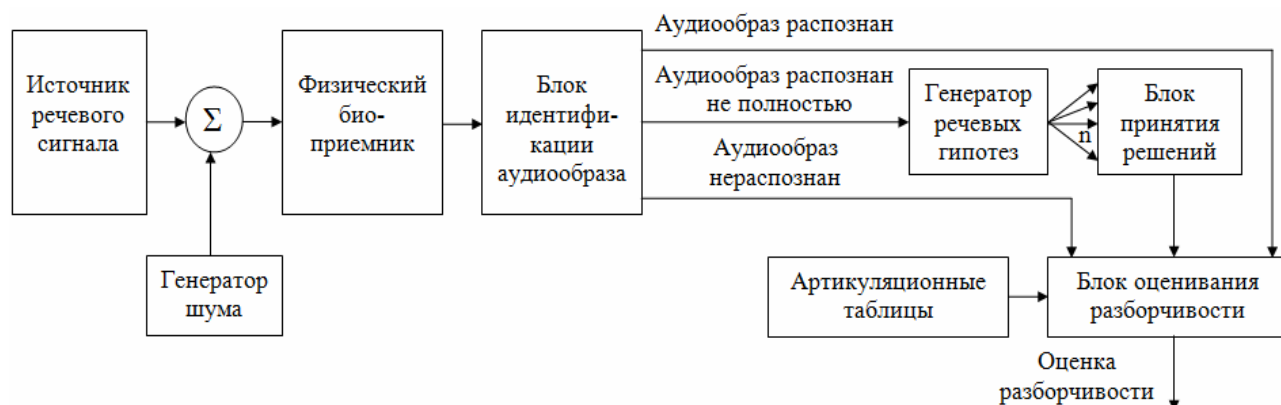 Аудиообраз распознан
Источник
речевого
сигнала
Σ
Физический
био-
приемник
Блок
идентифи-
кации
аудиообраза
Аудиообраз распознан
не полностью
Генератор
речевых
гипотез
n
Блок
принятия
решений
Аудиообраз
нераспознан
Генератор
шума
Артикуляционные
таблицы
Блок оценивания
разборчивости
Оценка
разборчивости